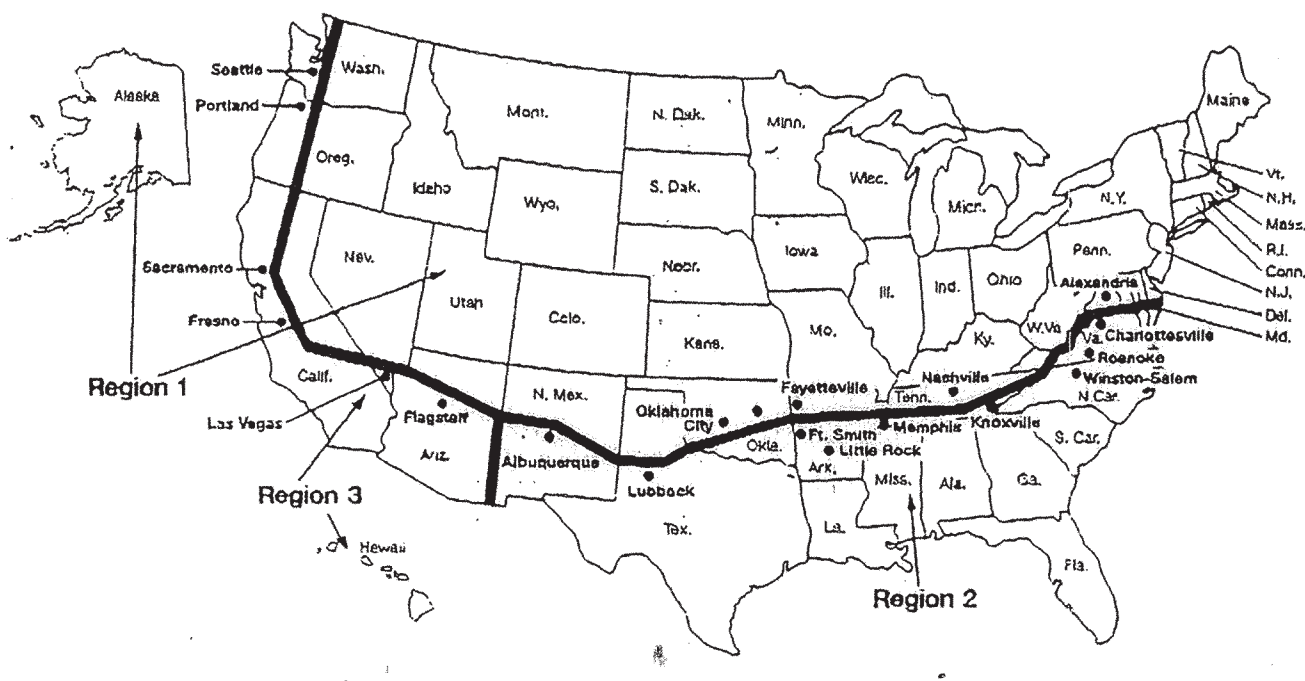 Alaska
Seattle
Portland
Wash.
Oreg.
Idaho
Mont.
Wyo.
N. Dak.
S. Dak.
Minn.
Wisc.
Mich.
Maine
Vt.
N.H.
Mass.
R.I.
Conn.
N.J.
Del.
Md.
N.Y.
Penn.
Iowa
Nebr.
Nev.
Utah
Colo.
Kans.
Mo.
Ill.
Ind.
Ohio
Ky.
W.Va
Va.
Alexandria
Charlottesville
Roanoke
Winston-Salem
N Car.
S. Car.
Sacramento
Fresno
Calif.
Las Vegas
Region 1
Region 3
Flagstaff
Ariz.
N. Mex.
Albuquerque
Oklahoma
City
Okla.
Lubbock
Tex.
Fayetteville
Ft. Smith
Little Rock
Ark.
La.
Nashville
Tenn.
Memphis
Knoxville
Miss.
Ala.
Ga.
Fla.
Region 2
Hawaii